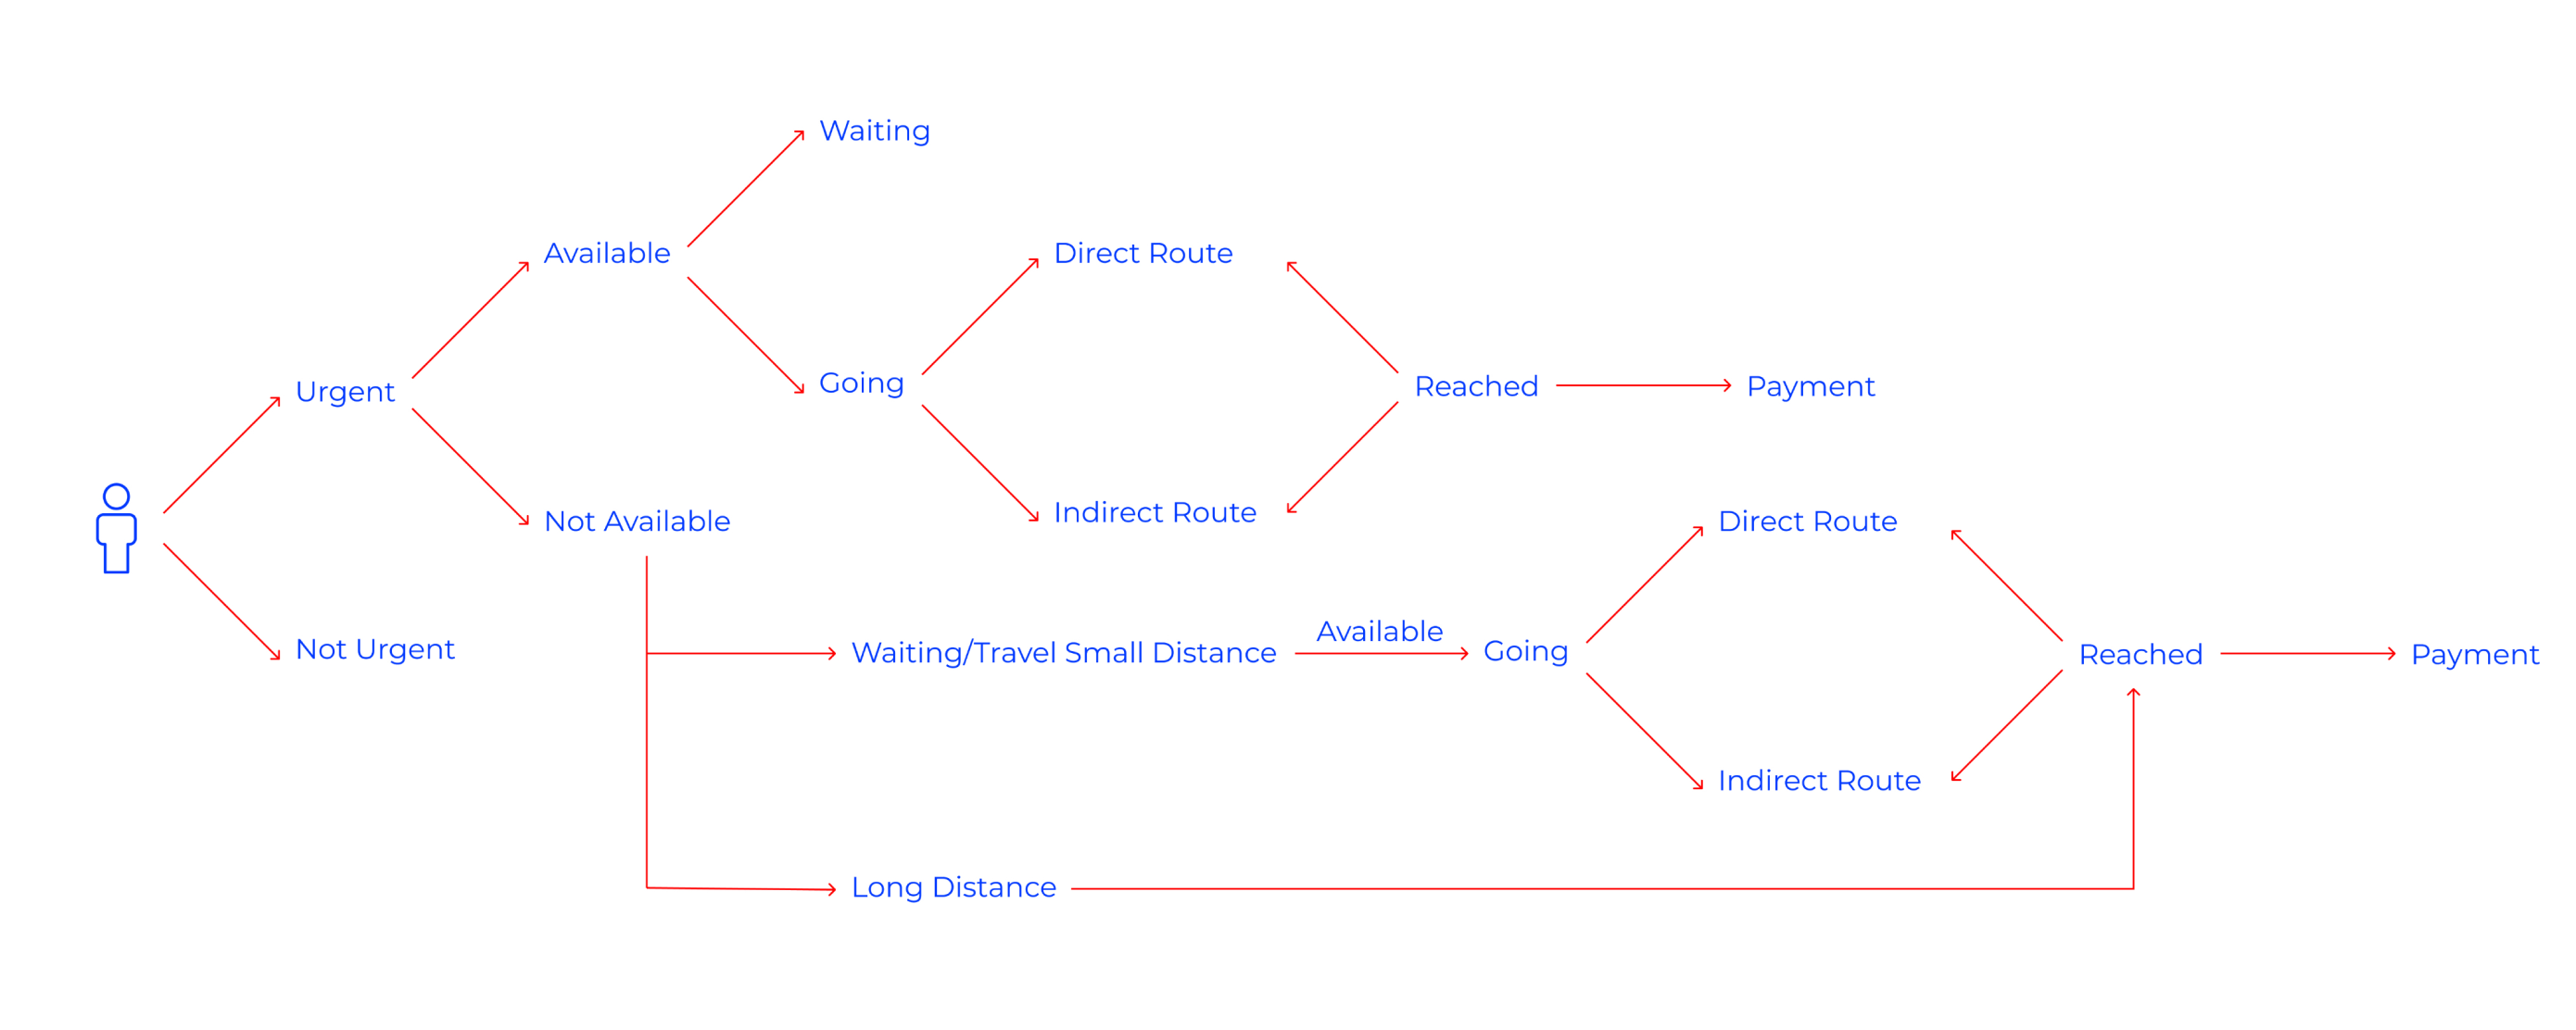 Waiting
Available
Direct Route
Going
Reached
Payment
Urgent
Indirect Route
Not Available
Direct Route
Available
Not Urgent
Waiting/Travel Small Distance
Going
Reached
Payment
Indirect Route
Long Distance